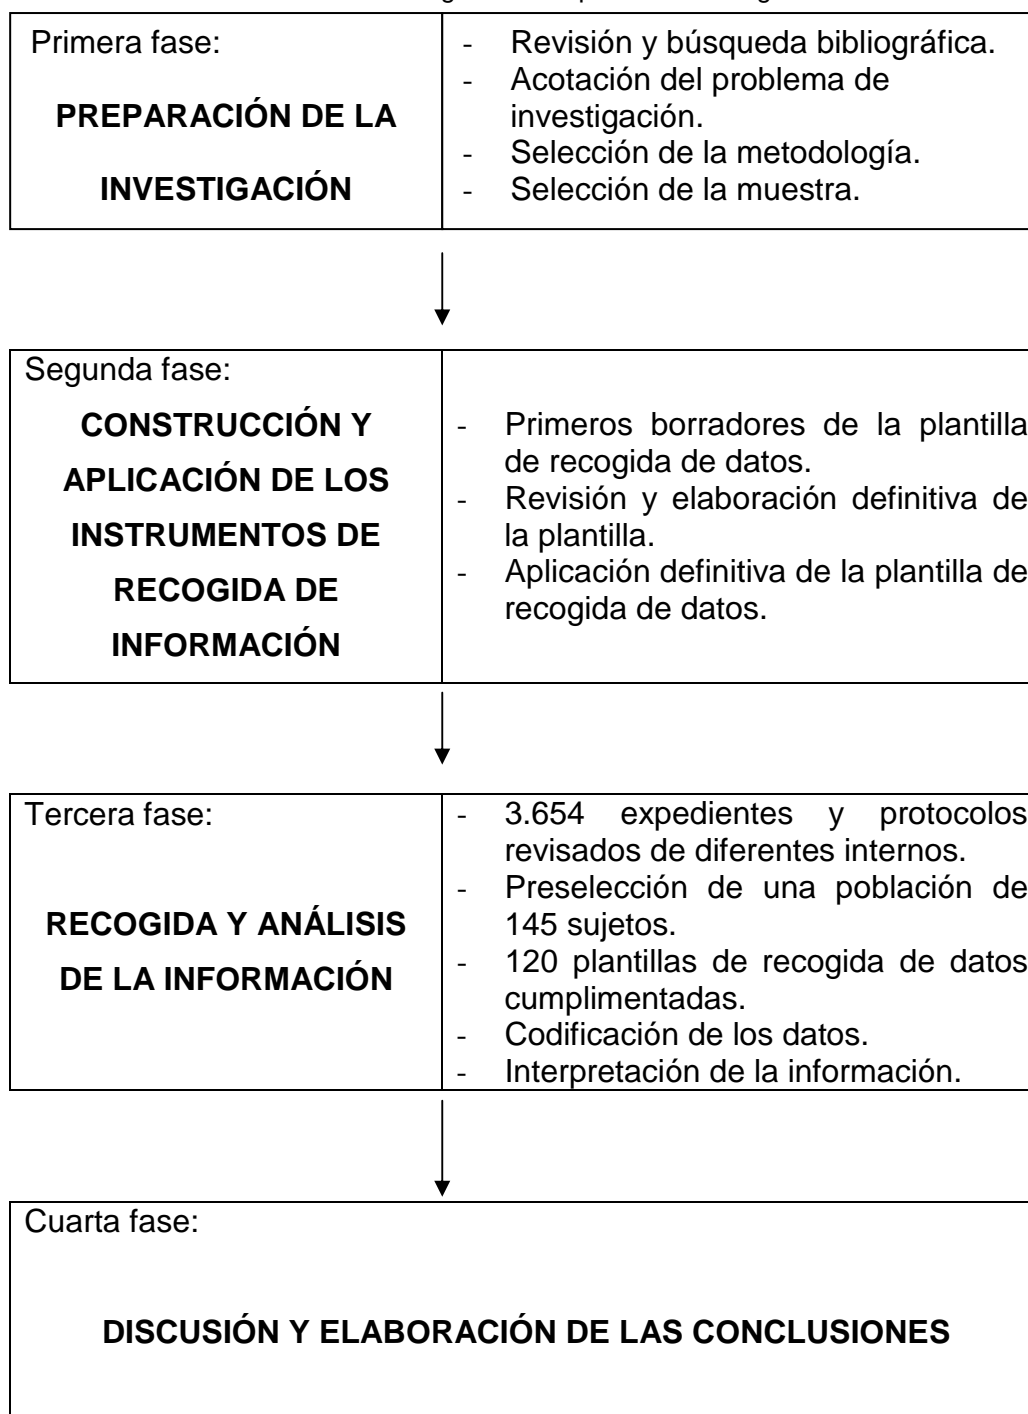 Primera fase:
PREPARACIÓN DE LA
INVESTIGACIÓN
- Revisión y búsqueda bibliográfica.
- Acotación del problema de
investigación.
- Selección de la metodología.
- Selección de la muestra.
Segunda fase:
CONSTRUCCIÓN Y
APLICACIÓN DE LOS
INSTRUMENTOS DE
RECOGIDA DE
INFORMACIÓN
- Primeros borradores de la plantilla
de recogida de datos.
- Revisión y elaboración definitiva de
la plantilla.
- Aplicación definitiva de la plantilla de
recogida de datos.
Tercera fase:
RECOGIDA Y ANÁLISIS
DE LA INFORMACIÓN
- 3.654 expedientes y protocolos
revisados de diferentes internos.
- Preselección de una población de
145 sujetos.
- 120 plantillas de recogida de datos
cumplimentadas.
- Codificación de los datos.
- Interpretación de la información.
Cuarta fase:
DISCUSIÓN Y ELABORACIÓN DE LAS CONCLUSIONES